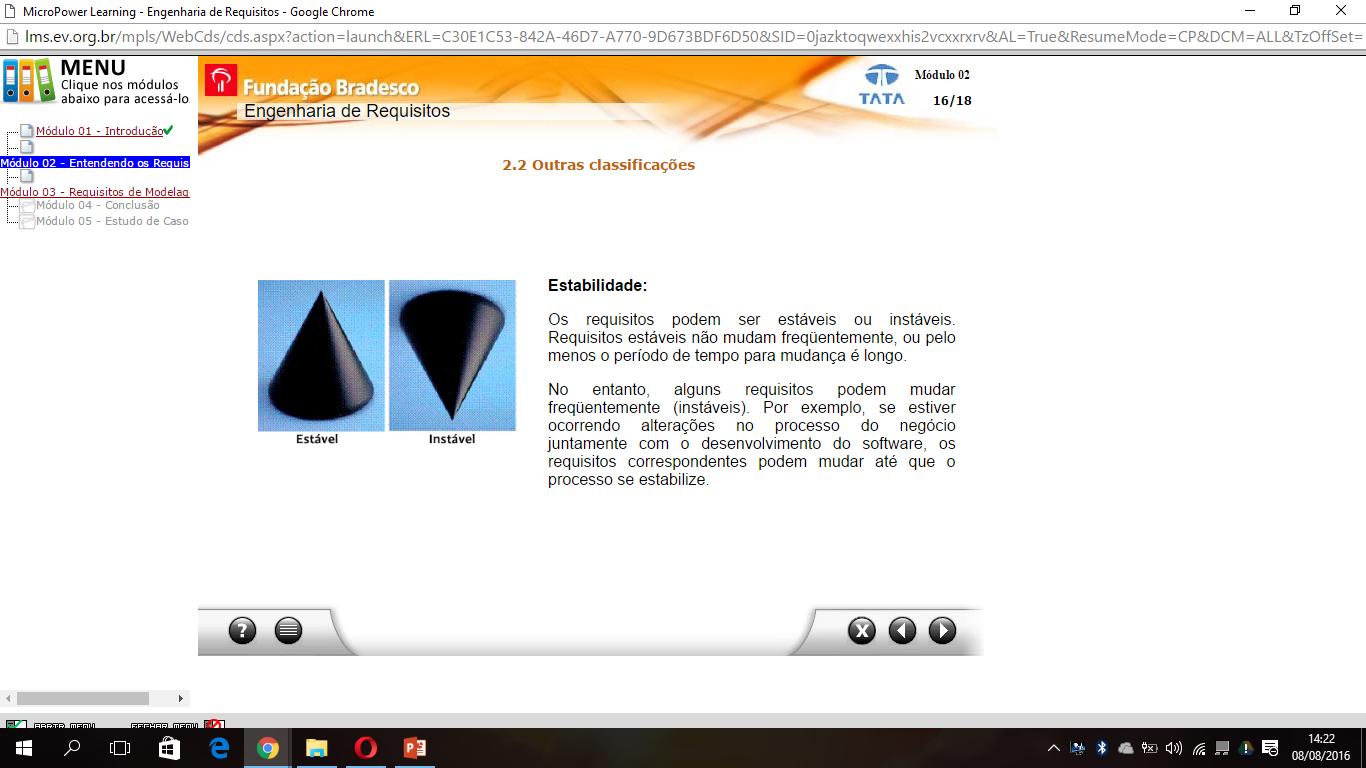 MicroPower Learning - Engenharia de Requisitos - Google Chrome
lms.ev.org.br/mpls/WebCds/cds.aspx?action=launch&ERL=C30E1C53-842A-46D7-A770-9D673BDF6D50&SID=0jazktoqwexxhis2vcxxrxrv&AL=True&ResumeMode=CP&DCM=ALL&TzOffSet=
MENU
Clique nos módulos
abaixo para acessá-lo
Módulo 01 - Introdução
Módulo 02 - Entendendo os Requis
Módulo 03 - Requisitos de Modelag
Módulo 04 - Conclusão
Módulo 05 - Estudo de Caso
Fundação Bradesco
Engenharia de Requisitos
TATA
Módulo 02
16/18
2.2 Outras classificações
Estável
Instável
Estabilidade:
Os requisitos podem ser estáveis ou instáveis.
Requisitos estáveis não mudam freqüentemente, ou pelo
menos o período de tempo para mudança é longo.
No entanto, alguns requisitos podem mudar
freqüentemente (instáveis). Por exemplo, se estiver
ocorrendo alterações no processo do negócio
juntamente com o desenvolvimento do software, os
requisitos correspondentes podem mudar até que o
processo se estabilize.
ABRIR MENU
FECHAR MENU
14:22
08/08/2016